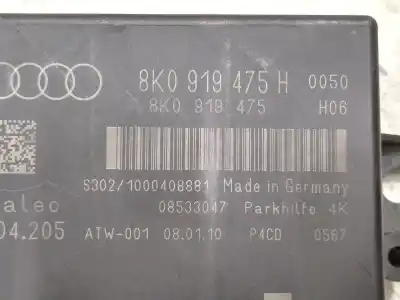 8K0 919 475 H 0050
8K0 919 475 H06
S302/1000408881 Made in Germany
08533047 Parkhilfe 4K
04.205 ATW-001 08.01.10 P4CD 0567